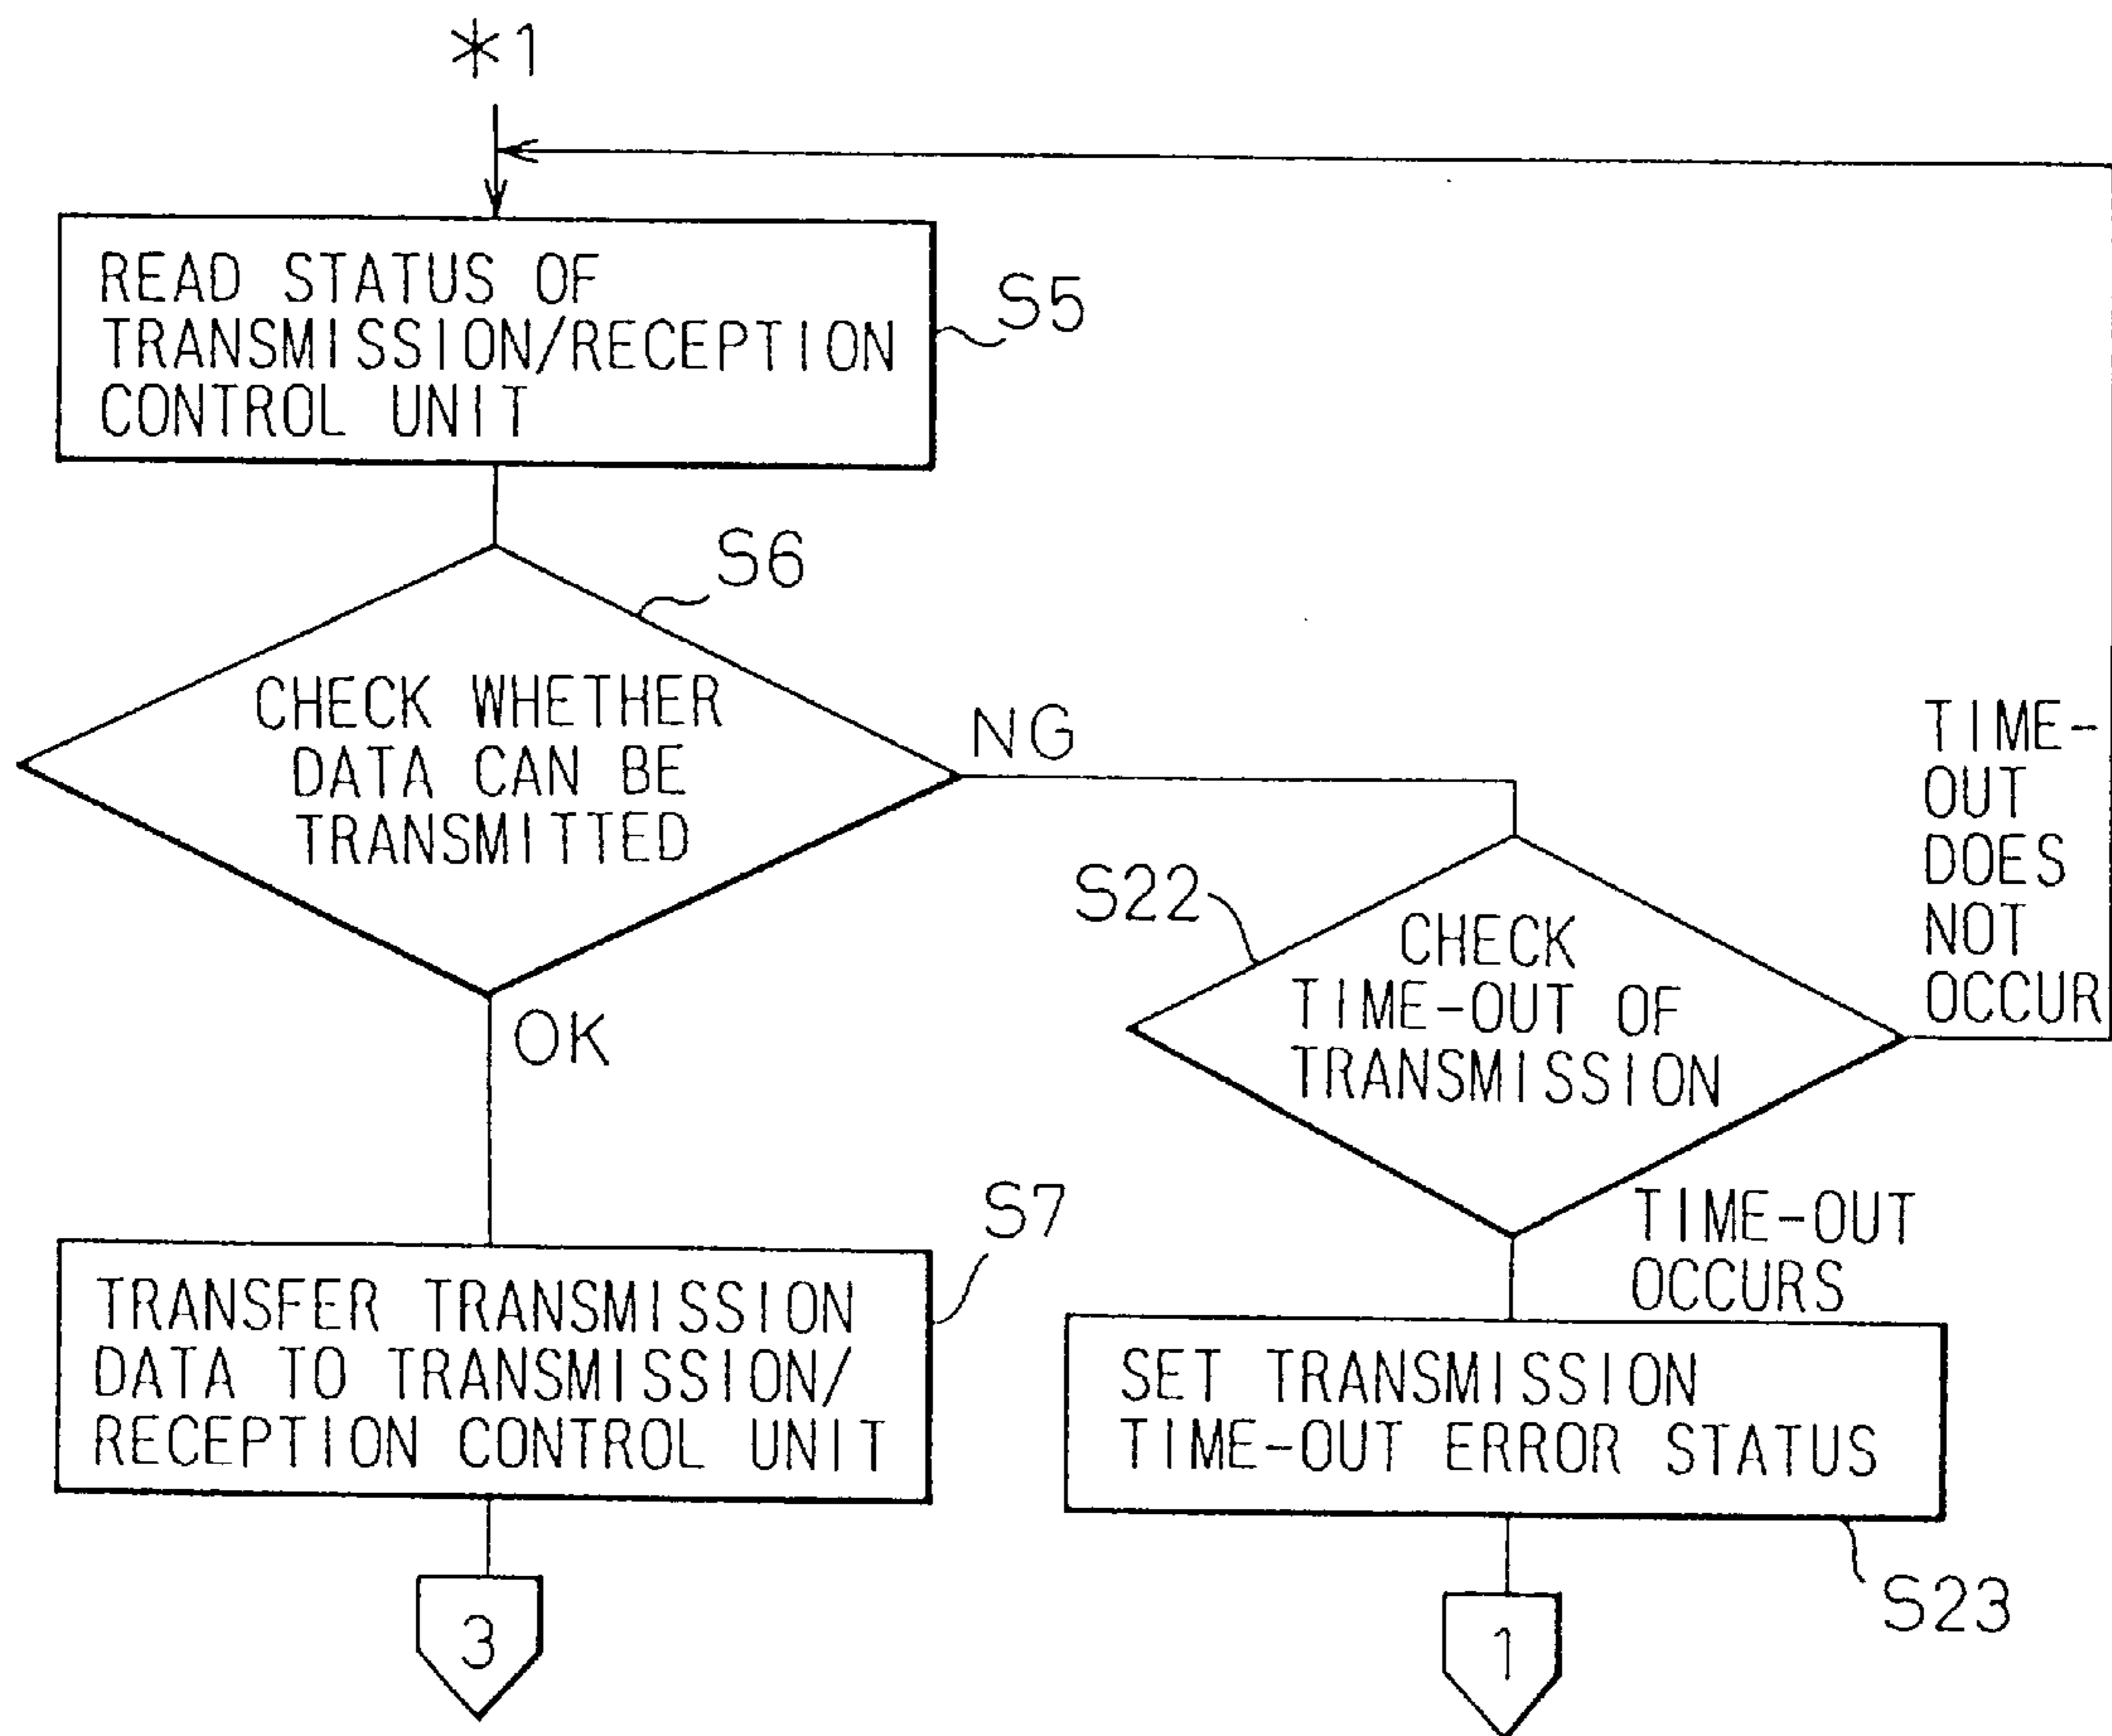 *1
READ STATUS OF
TRANSMISSION/RECEPTION
CONTROL UNIT
S5
S6
CHECK WHETHER
DATA CAN BE
TRANSMITTED
NG
OK
S22
CHECK
TIME-OUT OF
TRANSMISSION
TIME-
OUT
DOES
NOT
OCCUR
TIME-OUT
OCCURS
S7
TRANSFER TRANSMISSION
DATA TO TRANSMISSION/
RECEPTION CONTROL UNIT
SET TRANSMISSION
TIME-OUT ERROR STATUS
S23
3
1